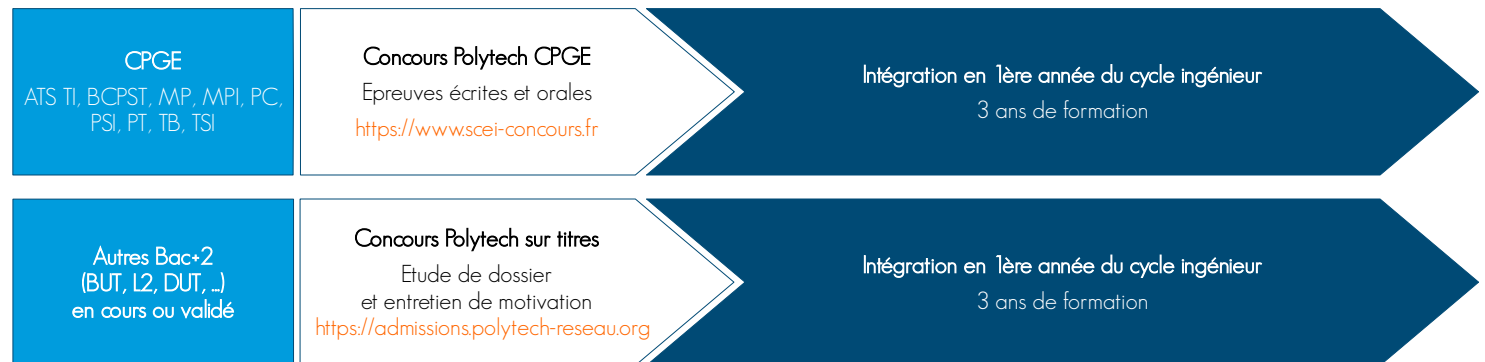 CPGE
ATS TI, BCPST, MP, MPI, PC,
PSI, PT, TB, TSI
Concours Polytech CPGE
Epreuves écrites et orales
https://www.scei-concours.fr
Intégration en 1ère année du cycle ingénieur
3 ans de formation
Autres Bac+2
(BUT, L2, DUT, ...)
en cours ou validé
Concours Polytech sur titres
Etude de dossier
et entretien de motivation
https://admissions.polytech-reseau.org
Intégration en 1ère année du cycle ingénieur
3 ans de formation